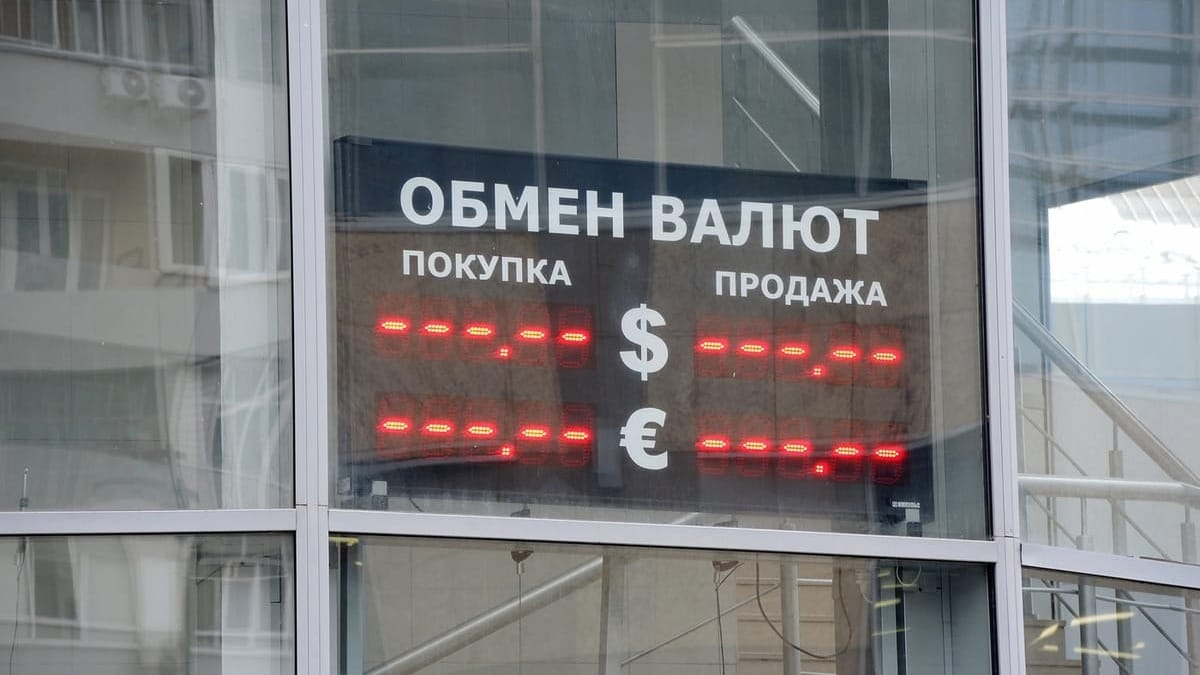 ОБМЕН ВАЛЮТ
ПОКУПКА ПРОДАЖА
---.-- $ ---.--
---.-- € ---.--